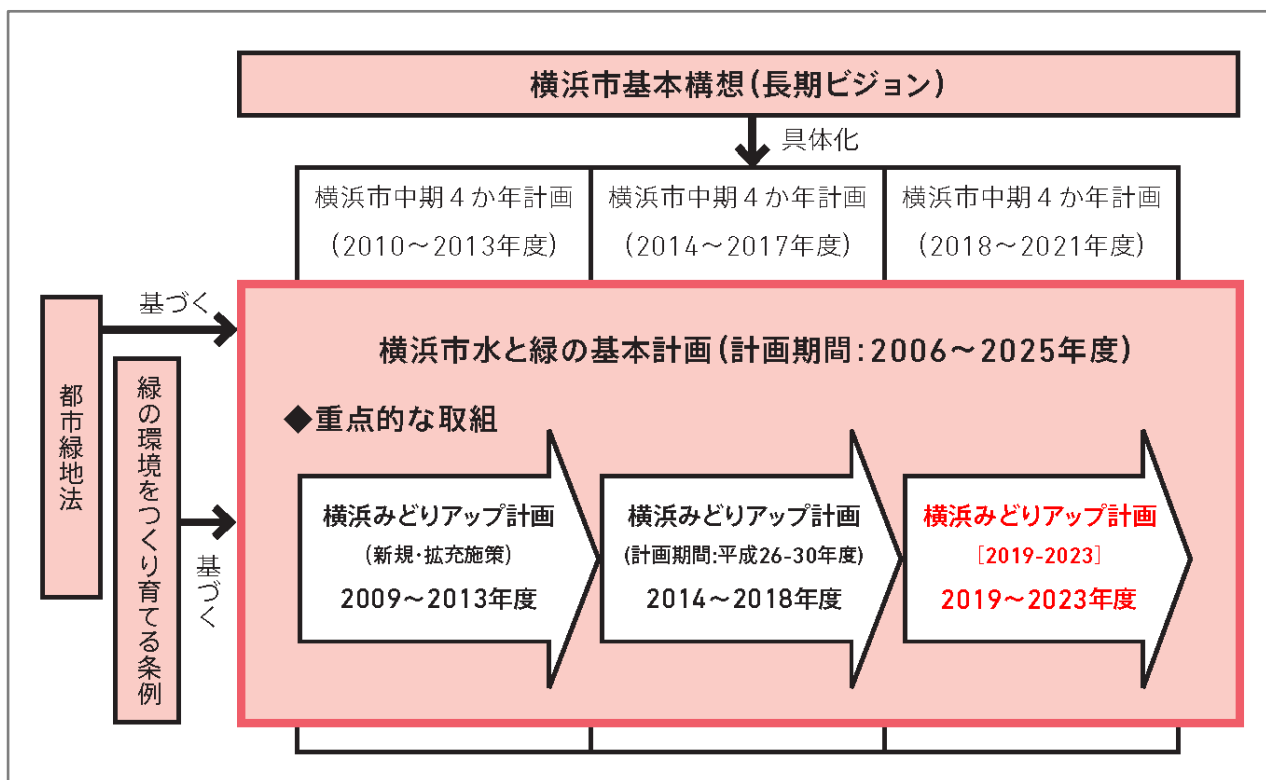 横浜市基本構想(長期ビジョン)
具体化
横浜市中期4か年計画
(2010～2013年度)
横浜市中期4か年計画
(2014～2017年度)
横浜市中期4か年計画
(2018～2021年度)
都市緑地法
基づく
緑の環境をつくり育てる条例
基づく
横浜市水と緑の基本計画(計画期間:2006～2025年度)
◆重点的な取組
横浜みどりアップ計画
(新規・拡充施策)
2009～2013年度
横浜みどりアップ計画
(計画期間:平成26-30年度)
2014～2018年度
横浜みどりアップ計画
[2019-2023]
2019～2023年度